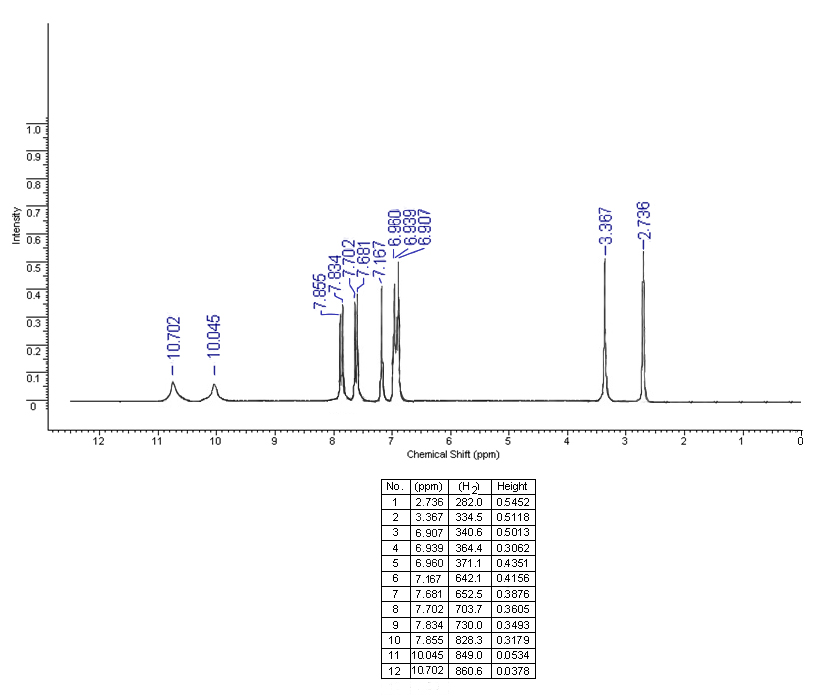 10.702
10.045
7.855
7.834
7.702
7.681
7.167
6.960
6.939
6.907
3.367
2.736
Intensity
1.0
0.9
0.8
0.7
0.6
0.5
0.4
0.3
0.2
0.1
0
12 11 10 9 8 7 6 5 4 3 2 1 0
Chemical Shift (ppm)
No. (ppm) (H2) Height
1 2.736 282.0 0.5452
2 3.367 334.5 0.5118
3 6.907 340.6 0.5013
4 6.939 364.4 0.3062
5 6.960 371.1 0.4351
6 7.167 642.1 0.4156
7 7.681 652.5 0.3876
8 7.702 703.7 0.3605
9 7.834 730.0 0.3493
10 7.855 828.3 0.3179
11 10.045 849.0 0.0534
12 10.702 860.6 0.0378